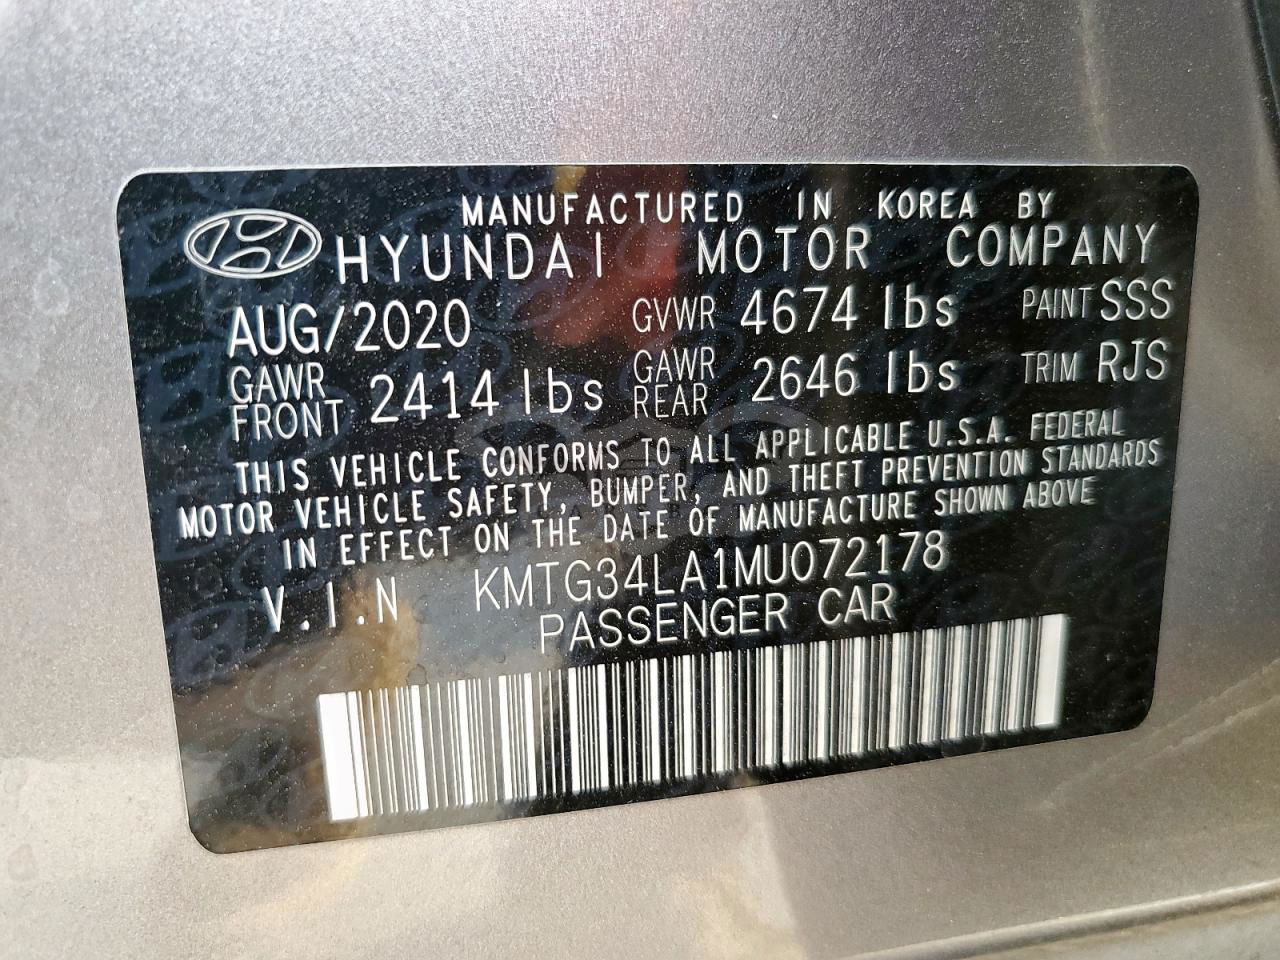 MANUFACTURED IN KOREA BY
HYUNDAI MOTOR COMPANY
AUG/2020 GVWR 4674 lbs PAINT SSS
GAWR FRONT 2414 lbs GAWR REAR 2646 lbs TRIM RJS
THIS VEHICLE CONFORMS TO ALL APPLICABLE U.S.A. FEDERAL
MOTOR VEHICLE SAFETY, BUMPER, AND THEFT PREVENTION STANDARDS
IN EFFECT ON THE DATE OF MANUFACTURE SHOWN ABOVE
V.I.N KMTG34LA1MU072178
PASSENGER CAR